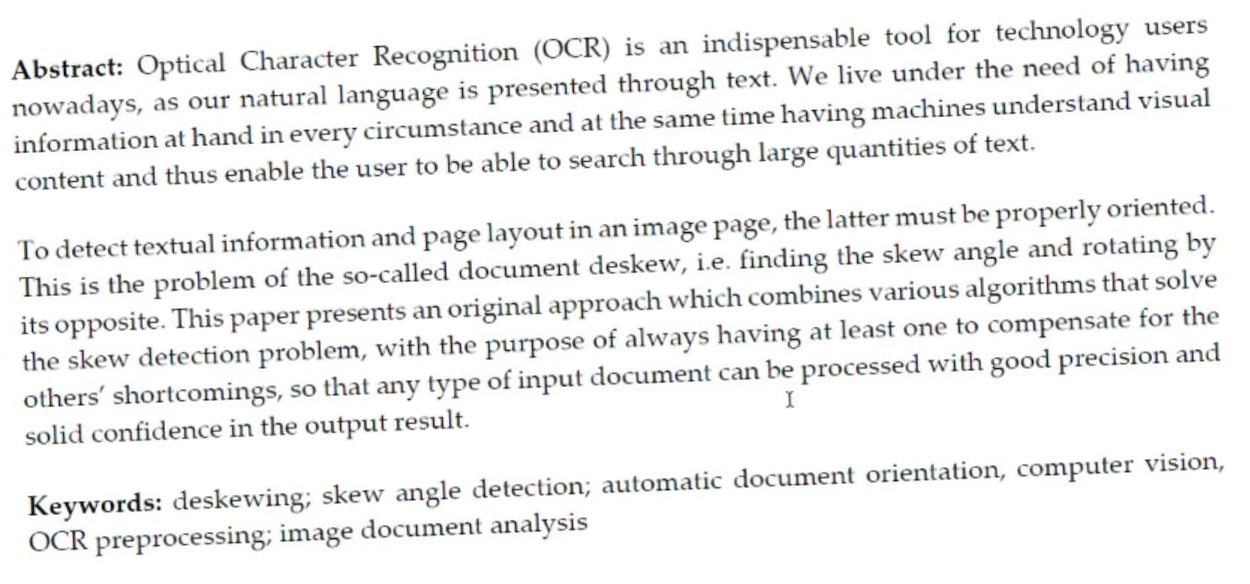 Abstract: Optical Character Recognition (OCR) is an indispensable tool for technology users
nowadays, as our natural language is presented through text. We live under the need of having
information at hand in every circumstance and at the same time having machines understand visual
content and thus enable the user to be able to search through large quantities of text.
To detect textual information and page layout in an image page, the latter must be properly oriented.
This is the problem of the so-called document deskew, i.e. finding the skew angle and rotating by
its opposite. This paper presents an original approach which combines various algorithms that solve
the skew detection problem, with the purpose of always having at least one to compensate for the
others’ shortcomings, so that any type of input document can be processed with good precision and
solid confidence in the output result.
Keywords: deskewing; skew angle detection; automatic document orientation, computer vision,
OCR preprocessing; image document analysis